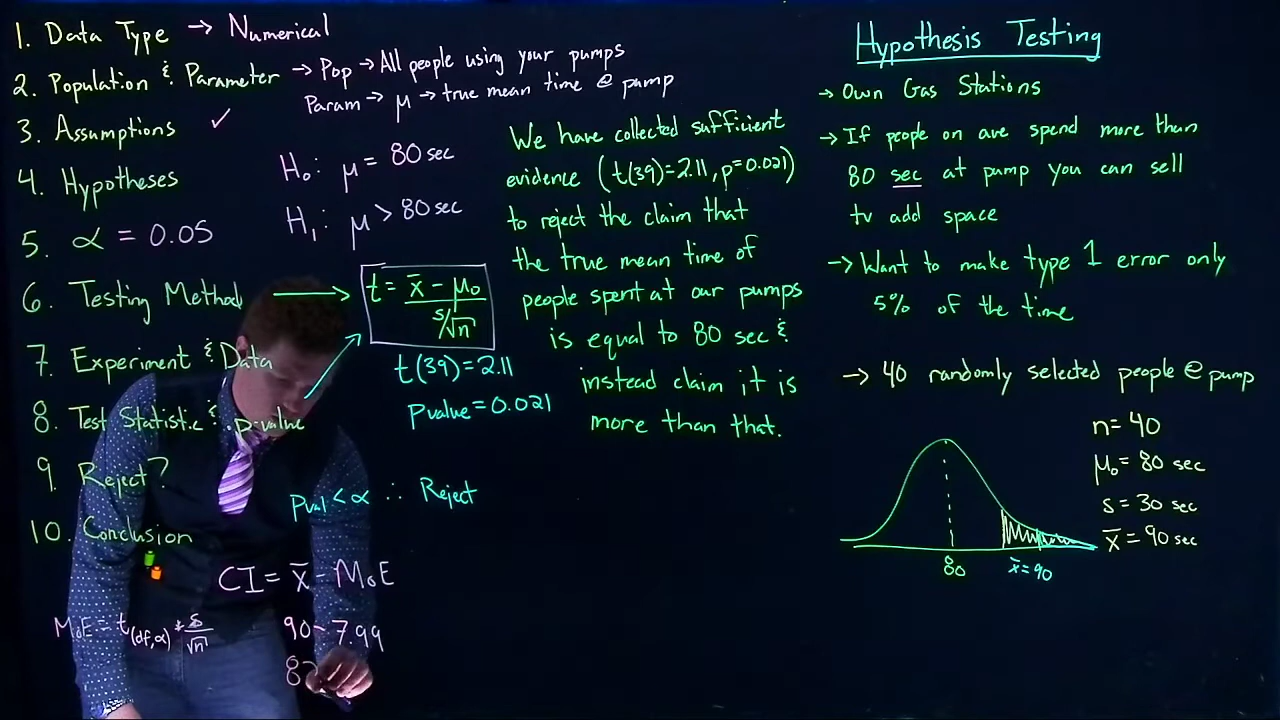 1. Data Type → Numerical
2. Population & Parameter → Pop → All people using your pumps
Param → μ → true mean time @ pump
3. Assumptions ✓
4. Hypotheses
H₀: μ = 80 sec
H₁: μ > 80 sec
5. α = 0.05
6. Testing Method → t = x̄ - μ₀ / s/√n
7. Experiment & Data
t(39)=2.11
8. Test Statistic & p-value
pvalue=0.021
9. Reject?
Pval < α ∴ Reject
10. Conclusion
CI = x̄ - MoE
MoE = t(df,α) * s/√n
90 - 7.99
We have collected sufficient
evidence (t(39)=2.11, p=0.021)
to reject the claim that
the true mean time of
people spent at our pumps
is equal to 80 sec &
instead claim it is
more than that.
Hypothesis Testing
→ Own Gas Stations
→ If people on ave spend more than
80 sec at pump you can sell
tv add space
→ Want to make type 1 error only
5% of the time
→ 40 randomly selected people @ pump
n=40
μ₀=80 sec
s=30 sec
x̄=90 sec
80
x̄=90